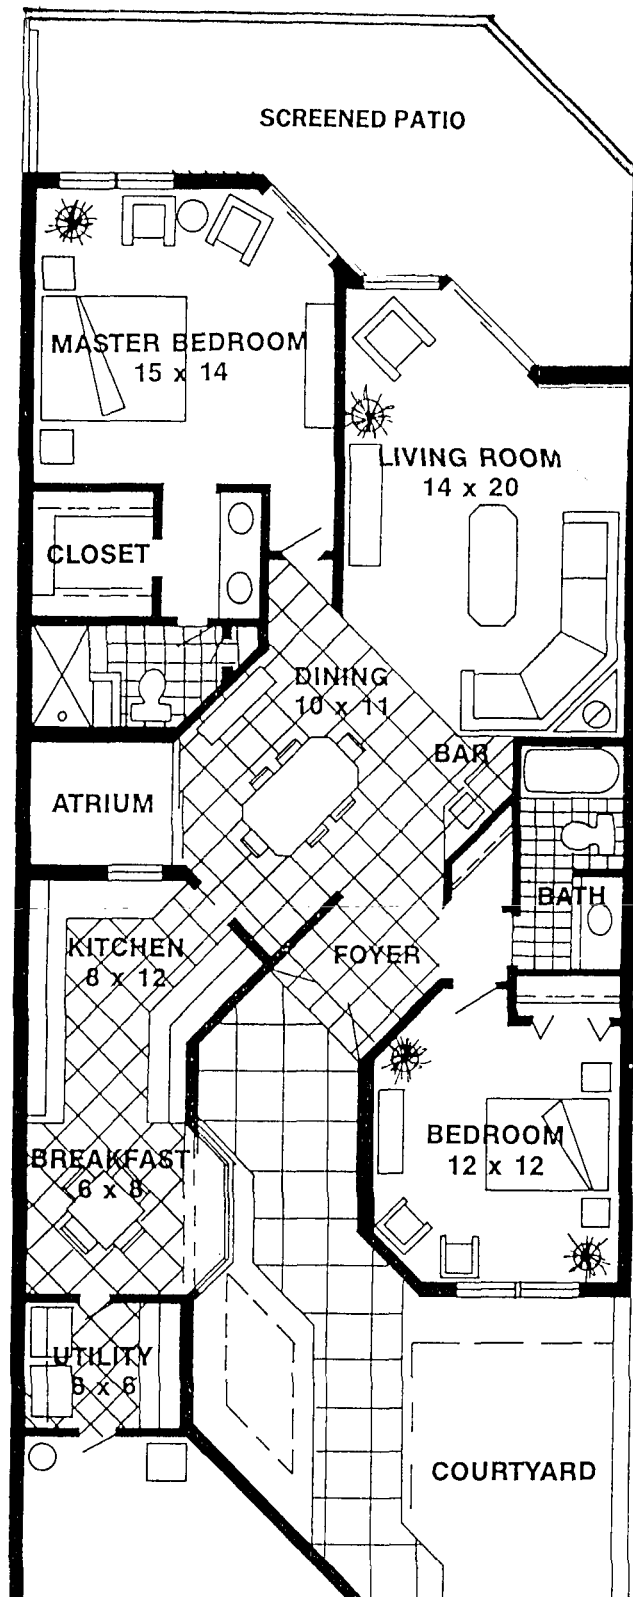 SCREENED PATIO
MASTER BEDROOM
15 x 14
LIVING ROOM
14 x 20
CLOSET
DINING
10 x 11
BAR
ATRIUM
BATH
KITCHEN
8 x 12
FOYER
BEDROOM
12 x 12
BREAKFAST
6 x 8
UTILITY
6 x 6
COURTYARD